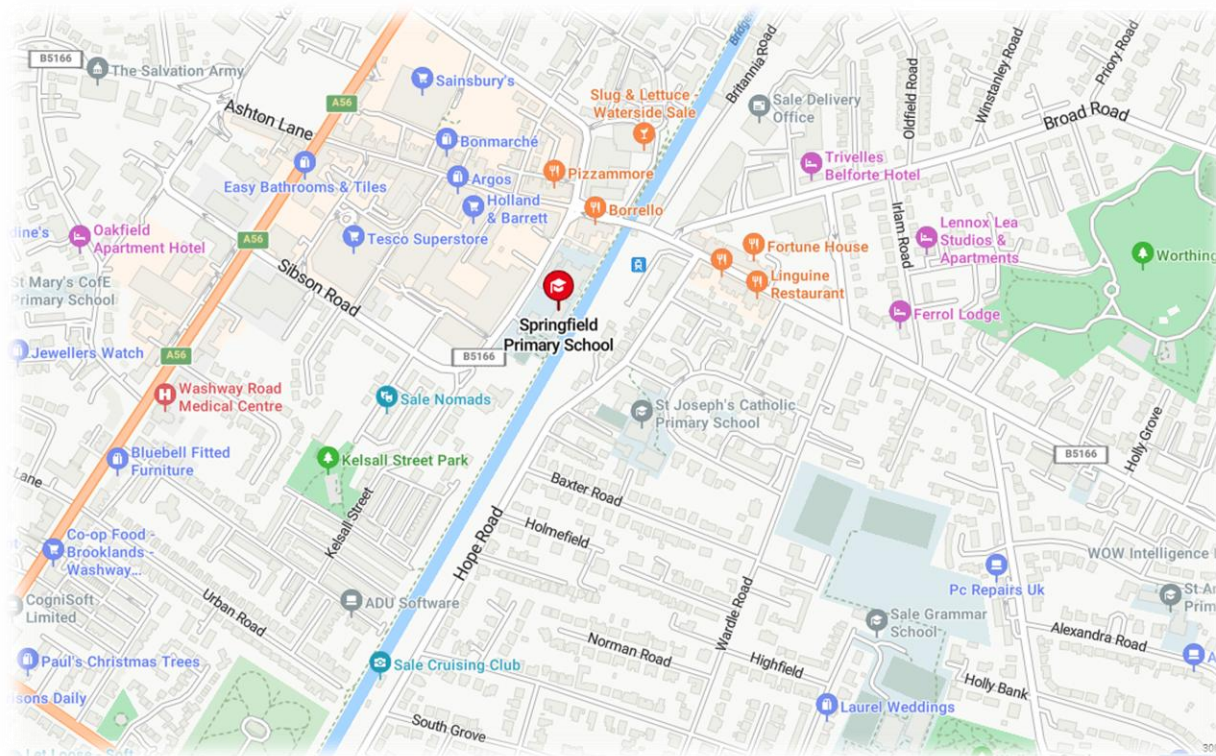 B5166
The Salvation Army
Ashton Lane
A56
Sainsbury's
Slug & Lettuce -
Waterside Sale
Britannia Road
Sale Delivery
Office
Oldfield Road
Winstanley Road
Priory Road
Broad Road
Bonmarché
Pizzammore
Trivelles
Belforte Hotel
Easy Bathrooms & Tiles
Argos
Holland
& Barrett
Borrello
Irlam Road
Lennox Lea
Studios &
Apartments
Oakfield
Apartment Hotel
A56
Tesco Superstore
Fortune House
Worthing
Sibson Road
Linguine
Restaurant
St Mary's CofE
Primary School
Springfield
Primary School
Ferrol Lodge
Jewellers Watch
A56
B5166
Washway Road
Medical Centre
Sale Nomads
St Joseph's Catholic
Primary School
Holly Grove
Bluebell Fitted
Furniture
Kelsall Street Park
B5166
Lane
Kelsall Street
Baxter Road
Holmefield
Hope Road
Co-op Food -
Brooklands -
Washway...
WOW Intelligence
Pc Repairs Uk
CogniSoft
Limited
Urban Road
ADU Software
Wardle Road
Sale Grammar
School
St
Prim
Alexandra Road
Paul's Christmas Trees
Sale Cruising Club
Norman Road
Highfield
Holly Bank
Daily
Laurel Weddings
South Grove